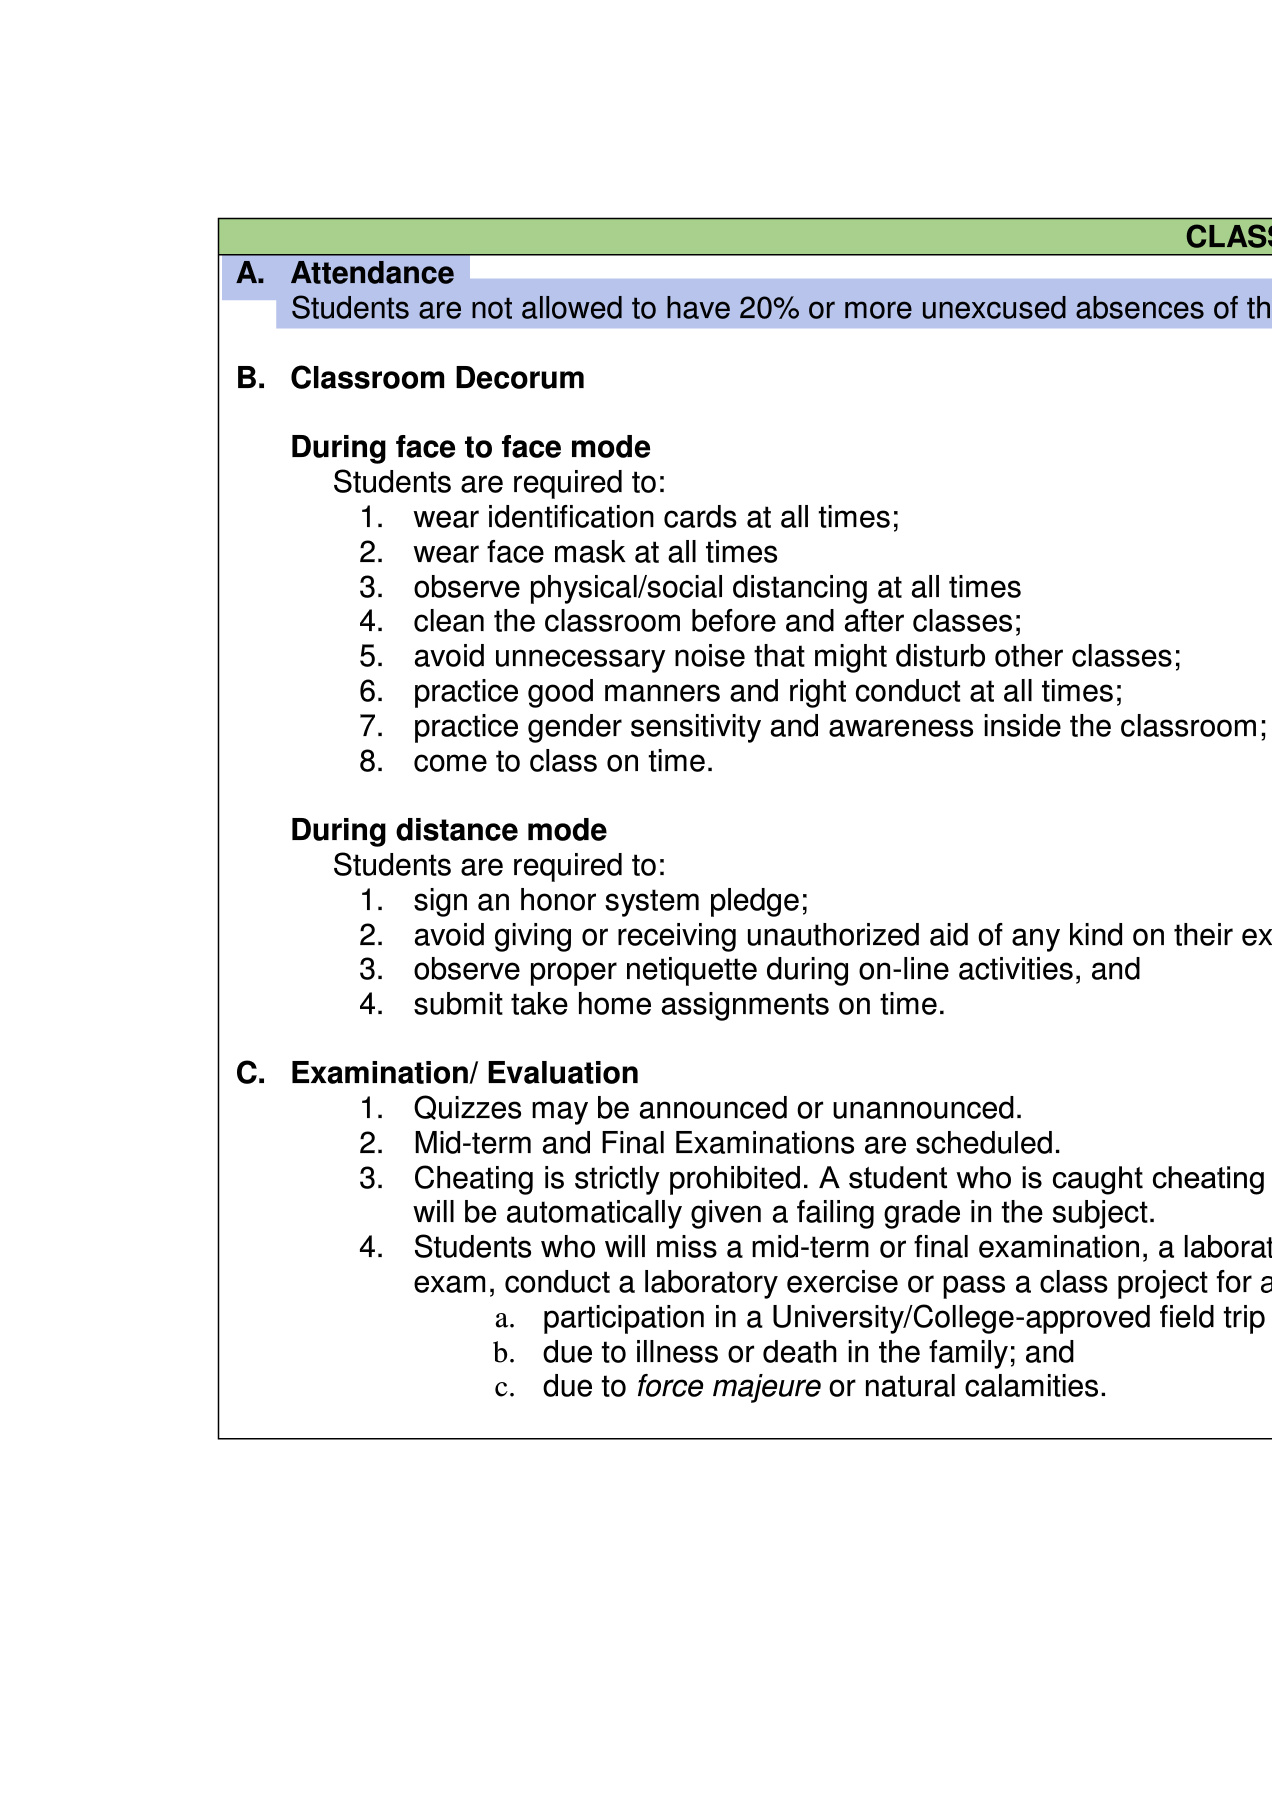 CLASS
A. Attendance
Students are not allowed to have 20% or more unexcused absences of th
B. Classroom Decorum
During face to face mode
Students are required to:
1. wear identification cards at all times;
2. wear face mask at all times
3. observe physical/social distancing at all times
4. clean the classroom before and after classes;
5. avoid unnecessary noise that might disturb other classes;
6. practice good manners and right conduct at all times;
7. practice gender sensitivity and awareness inside the classroom;
8. come to class on time.
During distance mode
Students are required to:
1. sign an honor system pledge;
2. avoid giving or receiving unauthorized aid of any kind on their ex
3. observe proper netiquette during on-line activities, and
4. submit take home assignments on time.
C. Examination/ Evaluation
1. Quizzes may be announced or unannounced.
2. Mid-term and Final Examinations are scheduled.
3. Cheating is strictly prohibited. A student who is caught cheating
will be automatically given a failing grade in the subject.
4. Students who will miss a mid-term or final examination, a laborat
exam, conduct a laboratory exercise or pass a class project for a
a. participation in a University/College-approved field trip
b. due to illness or death in the family; and
c. due to force majeure or natural calamities.